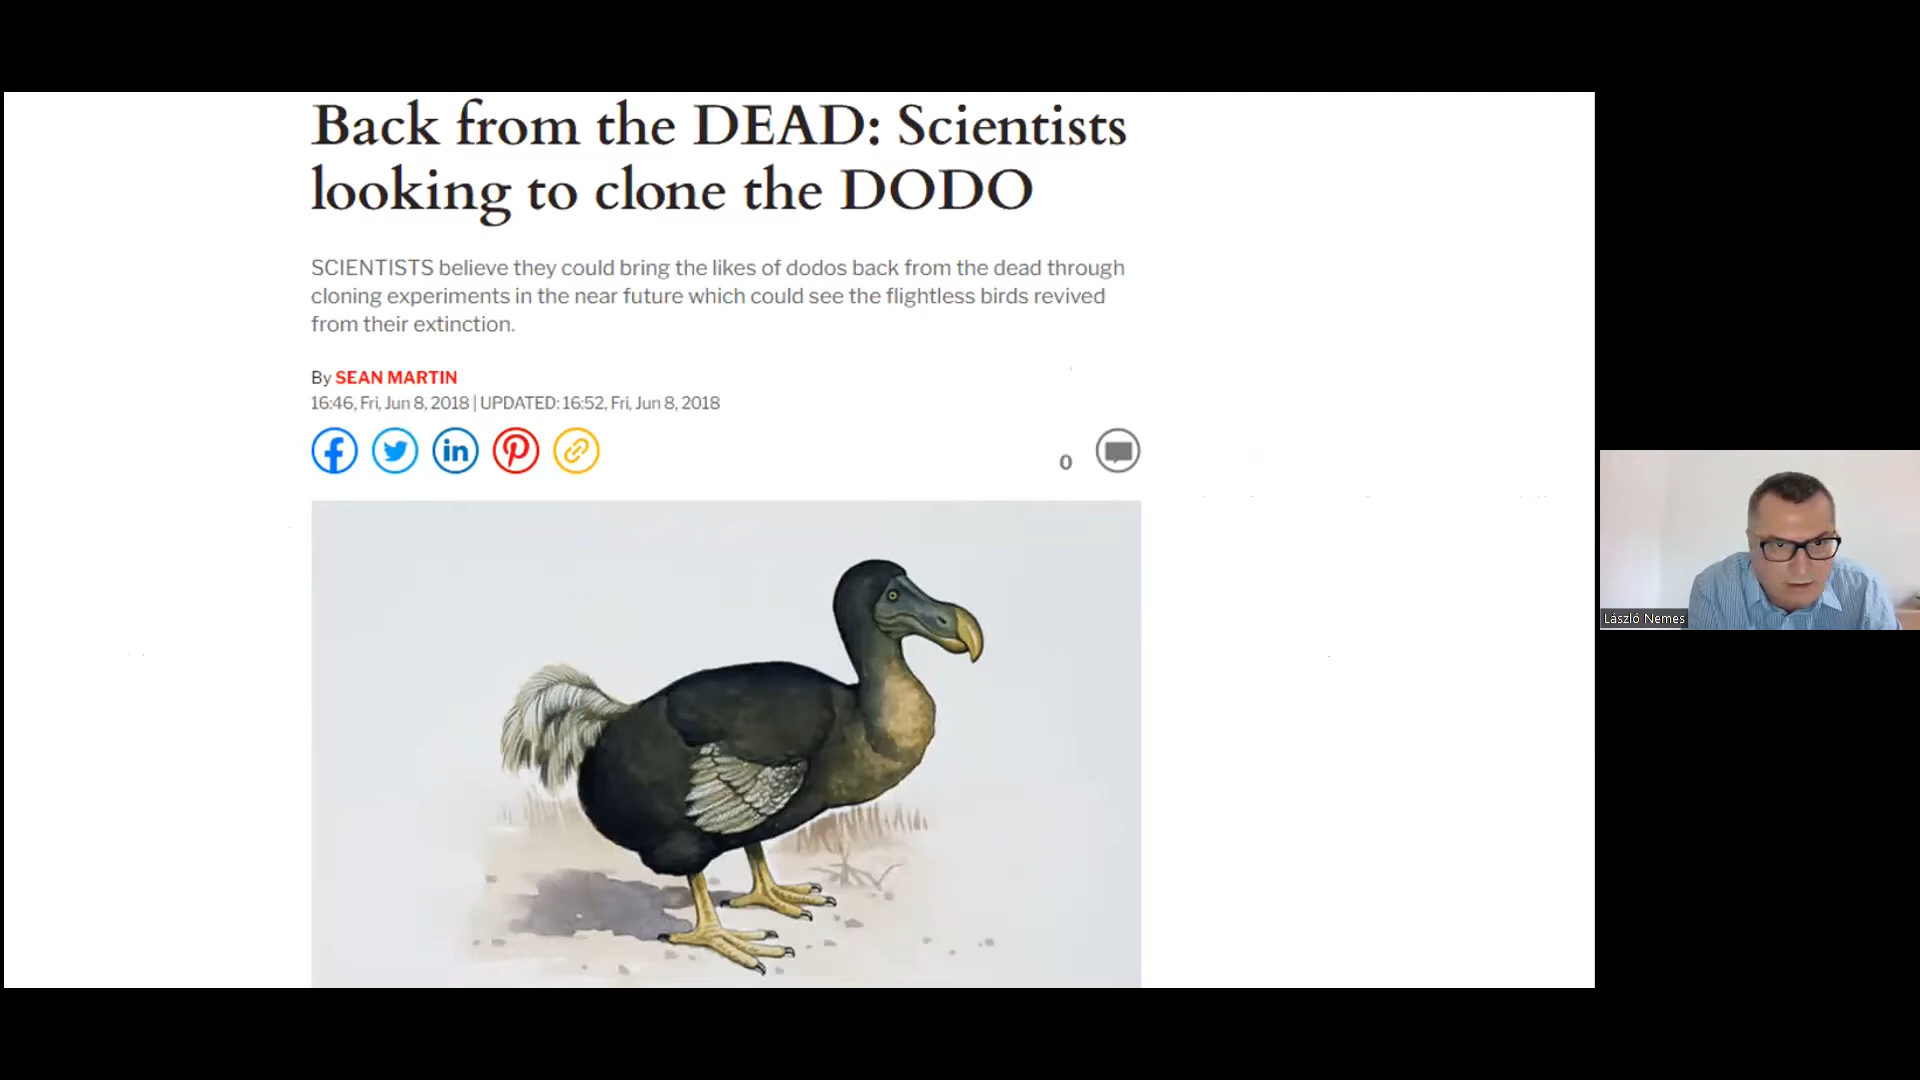 Back from the DEAD: Scientists
looking to clone the DODO
SCIENTISTS believe they could bring the likes of dodos back from the dead through
cloning experiments in the near future which could see the flightless birds revived
from their extinction.
By SEAN MARTIN
16:46, Fri, Jun 8, 2018 | UPDATED: 16:52, Fri, Jun 8, 2018
in
0
László Nemes